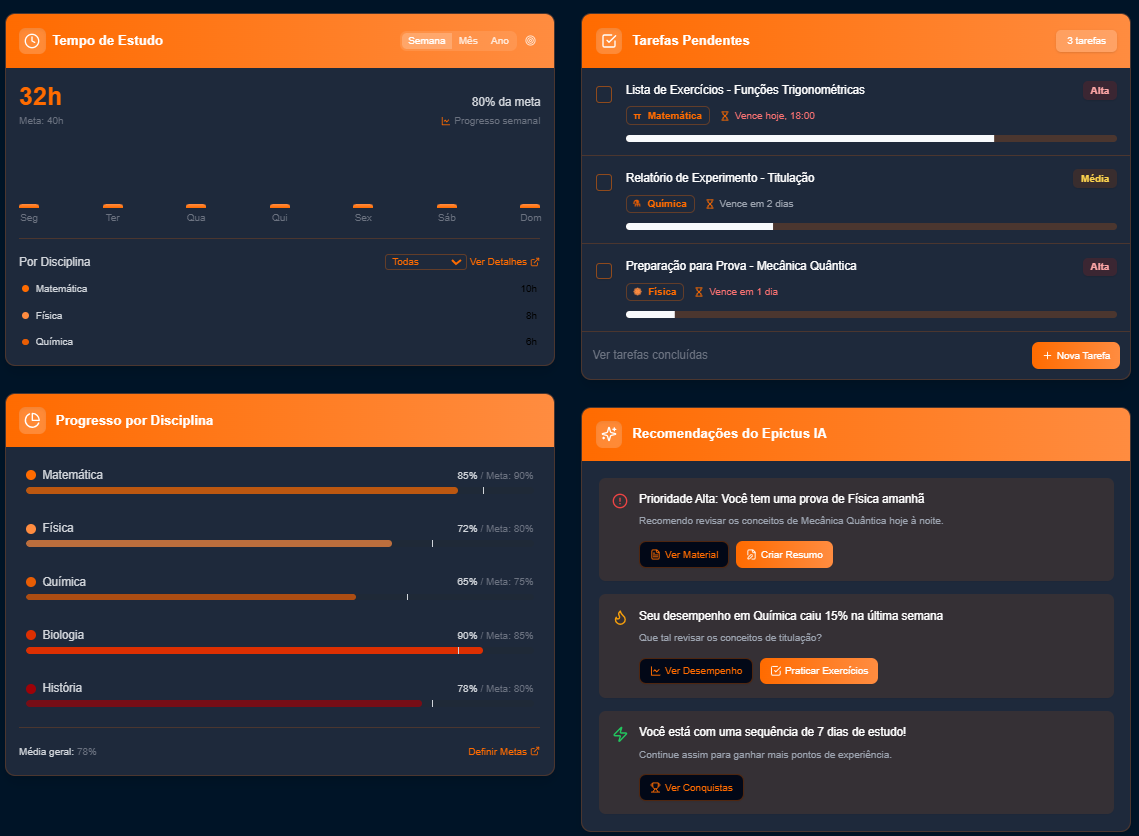 Tempo de Estudo
Semana Mês Ano
32h
80% da meta
Meta: 40h
Progresso semanal
Seg Ter Qua Qui Sex Sáb Dom
Por Disciplina
Todas
Ver Detalhes
Matemática 10h
Física 8h
Química 6h
Tarefas Pendentes
3 tarefas
Lista de Exercícios - Funções Trigonométricas
Alta
π Matemática
Vence hoje, 18:00
Relatório de Experimento - Titulação
Média
Química
Vence em 2 dias
Preparação para Prova - Mecânica Quântica
Alta
Física
Vence em 1 dia
Ver tarefas concluídas
+ Nova Tarefa
Progresso por Disciplina
Matemática 85% / Meta: 90%
Física 72% / Meta: 80%
Química 65% / Meta: 75%
Biologia 90% / Meta: 85%
História 78% / Meta: 80%
Média geral: 78%
Definir Metas
Recomendações do Epictus IA
Prioridade Alta: Você tem uma prova de Física amanhã
Recomendo revisar os conceitos de Mecânica Quântica hoje à noite.
Ver Material
Criar Resumo
Seu desempenho em Química caiu 15% na última semana
Que tal revisar os conceitos de titulação?
Ver Desempenho
Praticar Exercícios
Você está com uma sequência de 7 dias de estudo!
Continue assim para ganhar mais pontos de experiência.
Ver Conquistas